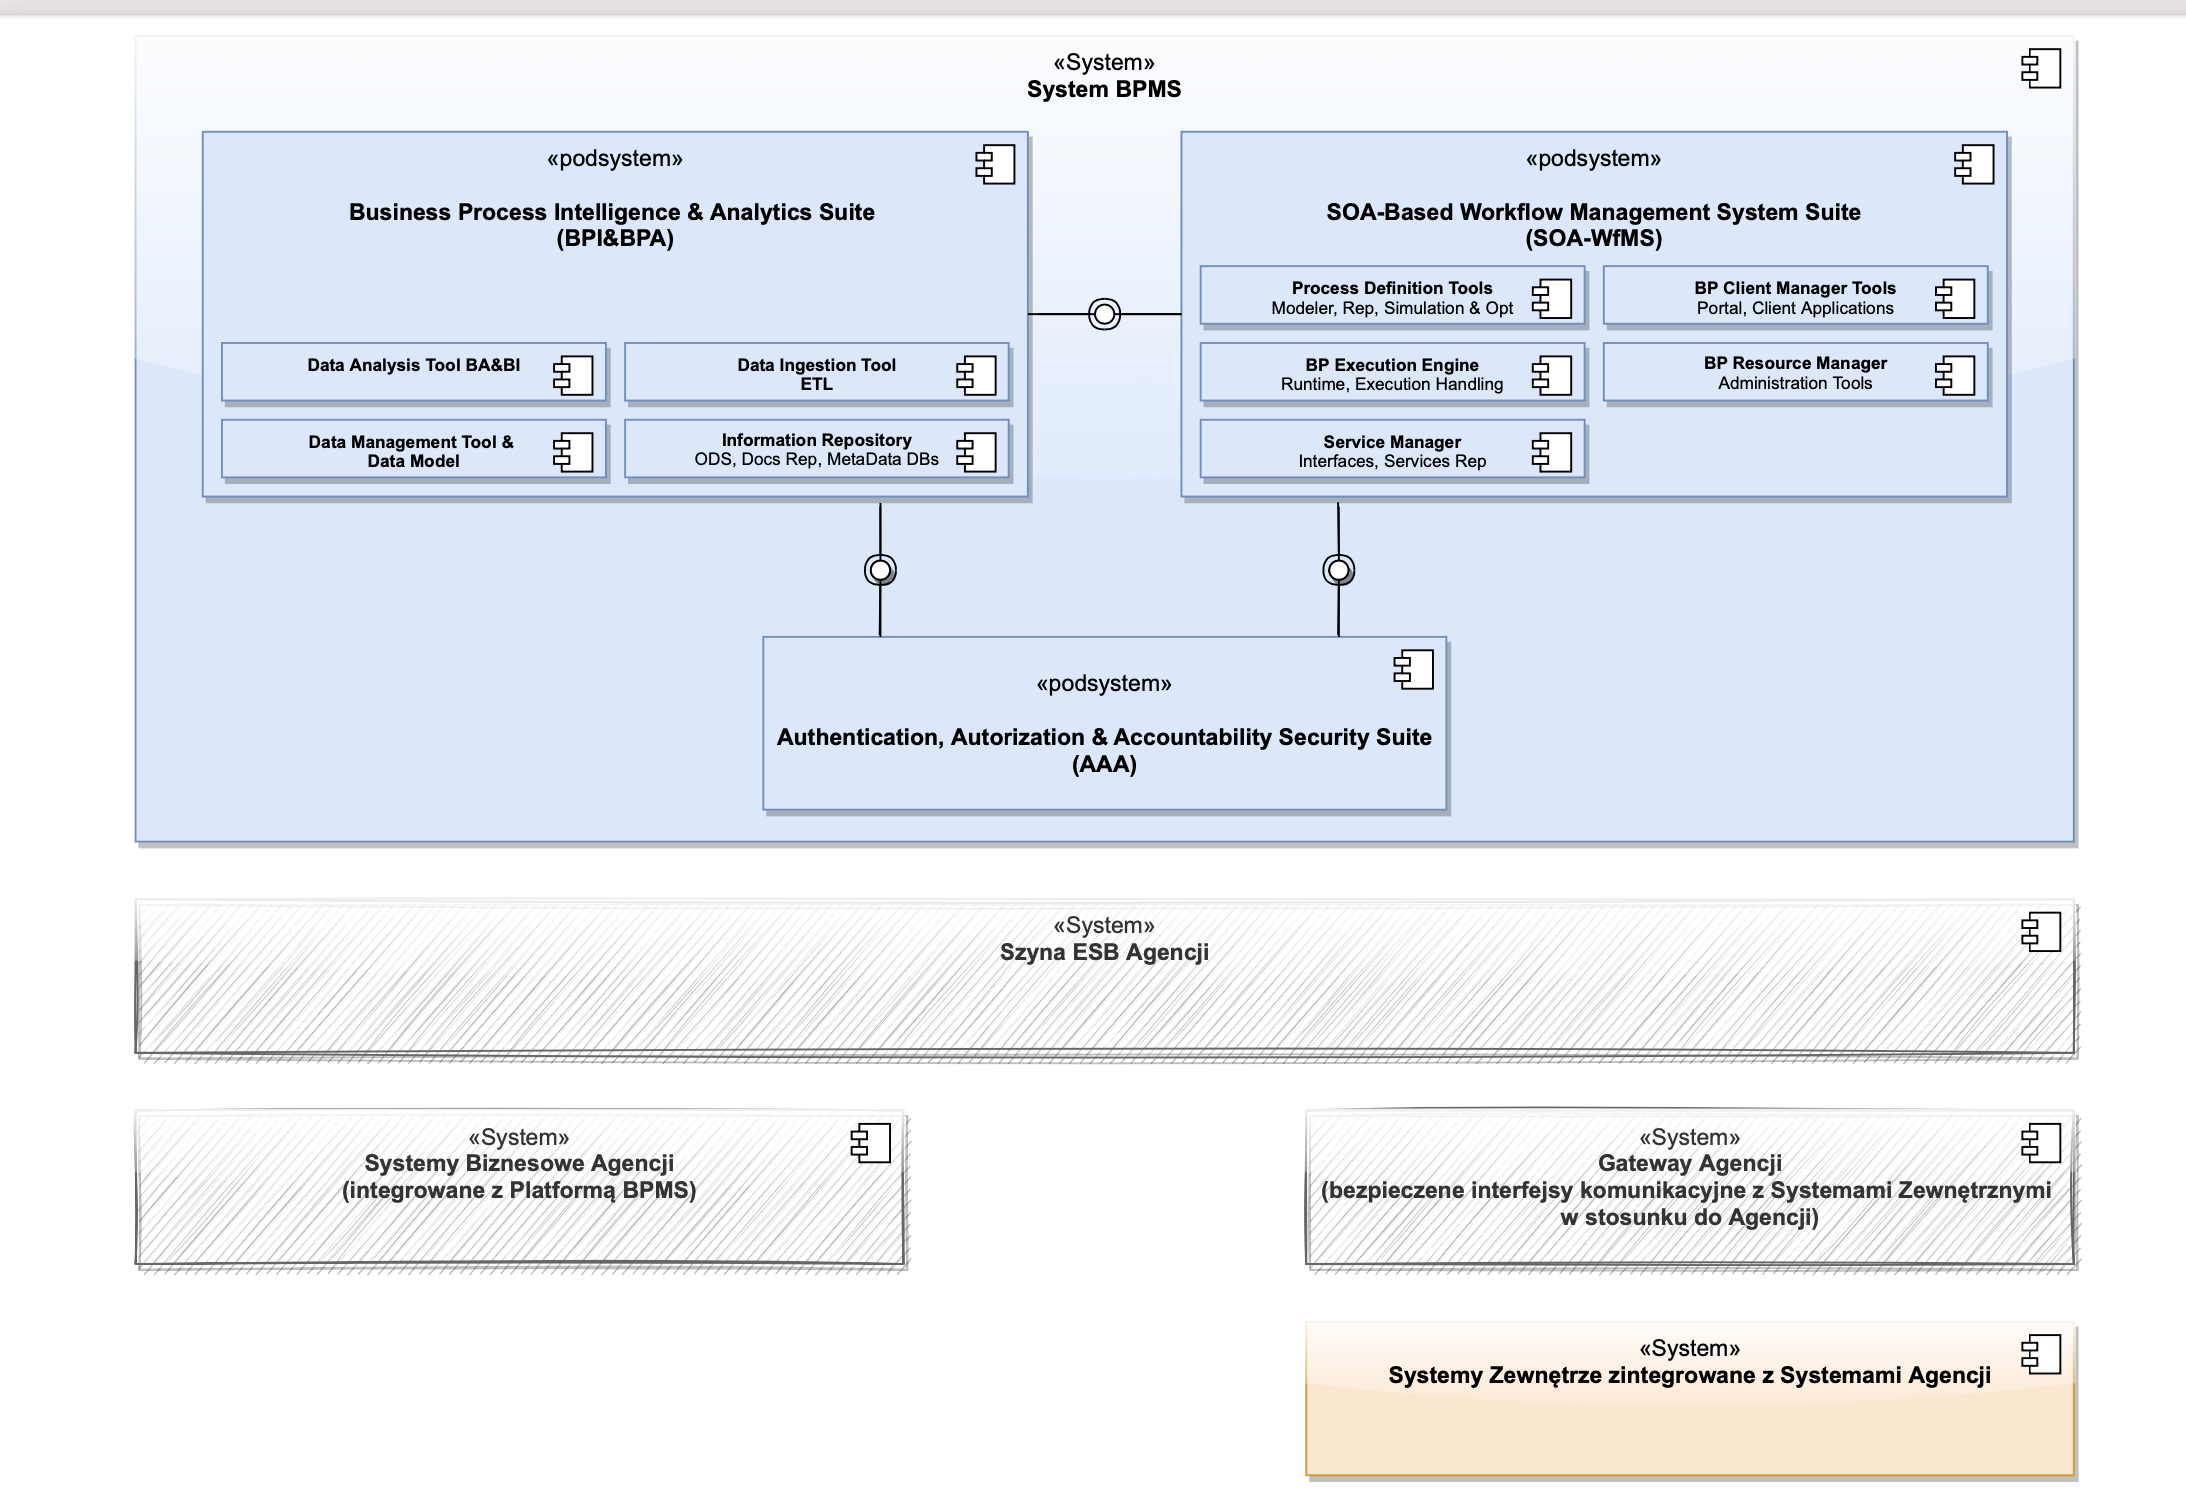 «System»
System BPMS
«podsystem»
Business Process Intelligence & Analytics Suite
(BPI&BPA)
Data Analysis Tool BA&BI
Data Ingestion Tool
ETL
Data Management Tool &
Data Model
Information Repository
ODS, Docs Rep, MetaData DBs
«podsystem»
SOA-Based Workflow Management System Suite
(SOA-WfMS)
Process Definition Tools
Modeler, Rep, Simulation & Opt
BP Client Manager Tools
Portal, Client Applications
BP Execution Engine
Runtime, Execution Handling
BP Resource Manager
Administration Tools
Service Manager
Interfaces, Services Rep
«podsystem»
Authentication, Autorization & Accountability Security Suite
(AAA)
«System»
Szyna ESB Agencji
«System»
Systemy Biznesowe Agencji
(integrowane z Platformą BPMS)
«System»
Gateway Agencji
(bezpieczene interfejsy komunikacyjne z Systemami Zewnętrznymi
w stosunku do Agencji)
«System»
Systemy Zewnętrze zintegrowane z Systemami Agencji